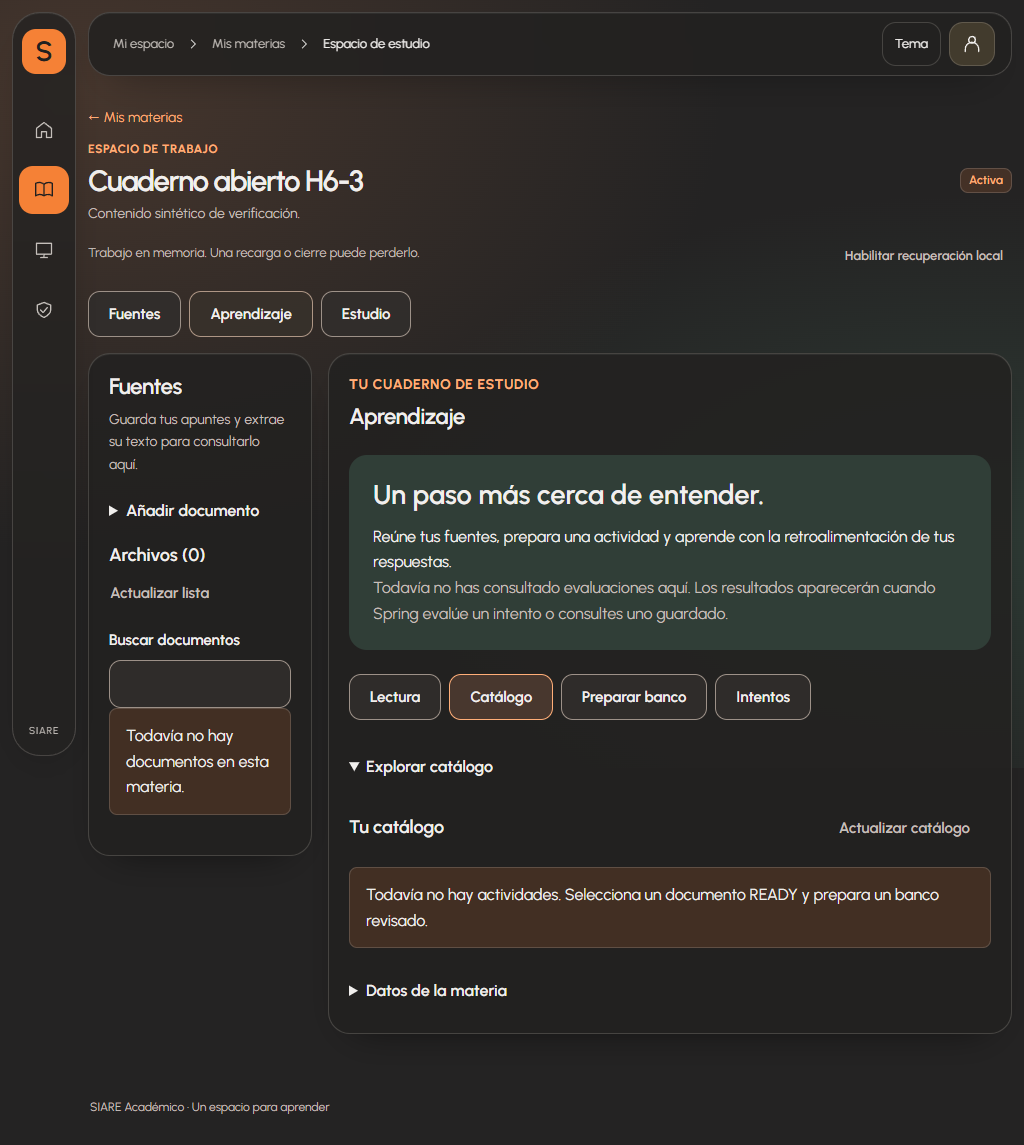 S
Mi espacio > Mis materias > Espacio de estudio
Tema
← Mis materias
ESPACIO DE TRABAJO
Cuaderno abierto H6-3
Activa
Contenido sintético de verificación.
Trabajo en memoria. Una recarga o cierre puede perderlo.
Habilitar recuperación local
Fuentes
Aprendizaje
Estudio
Fuentes
Guarda tus apuntes y extrae
su texto para consultarlo
aquí.
▶ Añadir documento
Archivos (0)
Actualizar lista
Buscar documentos
Todavía no hay
documentos en esta
materia.
TU CUADERNO DE ESTUDIO
Aprendizaje
Un paso más cerca de entender.
Reúne tus fuentes, prepara una actividad y aprende con la retroalimentación de tus
respuestas.
Todavía no has consultado evaluaciones aquí. Los resultados aparecerán cuando
Spring evalúe un intento o consultes uno guardado.
Lectura
Catálogo
Preparar banco
Intentos
▼ Explorar catálogo
Tu catálogo
Actualizar catálogo
Todavía no hay actividades. Selecciona un documento READY y prepara un banco
revisado.
▶ Datos de la materia
SIARE
SIARE Académico · Un espacio para aprender